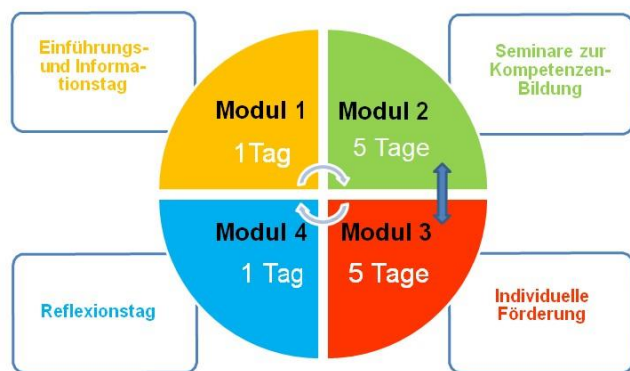 Einführungs-
und Informa-
tionstag
Seminare zur
Kompetenzen-
Bildung
Modul 1
1Tag
Modul 2
5 Tage
Modul 4
1 Tag
Modul 3
5 Tage
Reflexionstag
Individuelle
Förderung